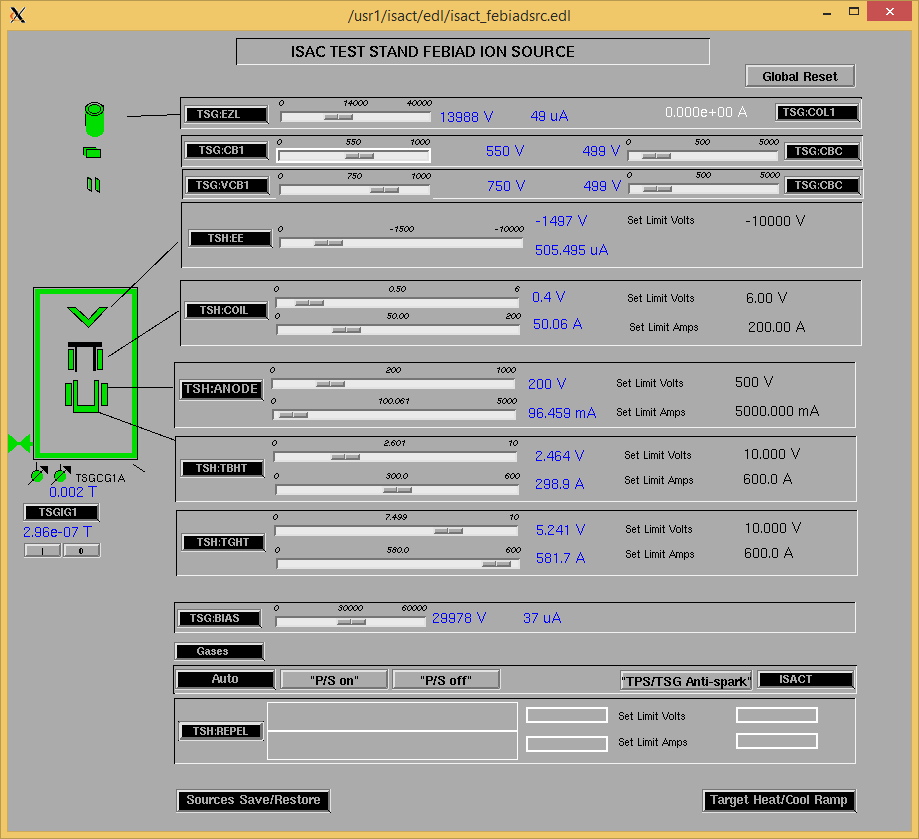 /usr1/isact/edl/isact_febiadsrc.edl
ISAC TEST STAND FEBIAD ION SOURCE
Global Reset
TSG:EZL 0 14000 40000 13988 V 49 uA 0.000e+00 A TSG:COL1
TSG:CB1 0 550 1000 550 V 499 V 0 500 5000 TSG:CBC
TSG:VCB1 0 750 1000 750 V 499 V 0 500 5000 TSG:CBC
TSH:EE 0 -1500 -10000 -1497 V Set Limit Volts -10000 V
505.495 uA
TSH:COIL 0 0.50 6 0.4 V Set Limit Volts 6.00 V
0 50.00 200 50.06 A Set Limit Amps 200.00 A
TSH:ANODE 0 200 1000 200 V Set Limit Volts 500 V
0 100.061 5000 96.459 mA Set Limit Amps 5000.000 mA
TSH:TBHT 0 2.601 10 2.464 V Set Limit Volts 10.000 V
0 300.0 600 298.9 A Set Limit Amps 600.0 A
TSGCG1A
0.002 T
TSGIG1
2.96e-07 T
I 0
TSH:TGHT 0 7.499 10 5.241 V Set Limit Volts 10.000 V
0 580.0 600 581.7 A Set Limit Amps 600.0 A
TSG:BIAS 0 30000 60000 29978 V 37 uA
Gases
Auto "P/S on" "P/S off" "TPS/TSG Anti-spark" ISACT
TSH:REPEL Set Limit Volts
Set Limit Amps
Sources Save/Restore Target Heat/Cool Ramp